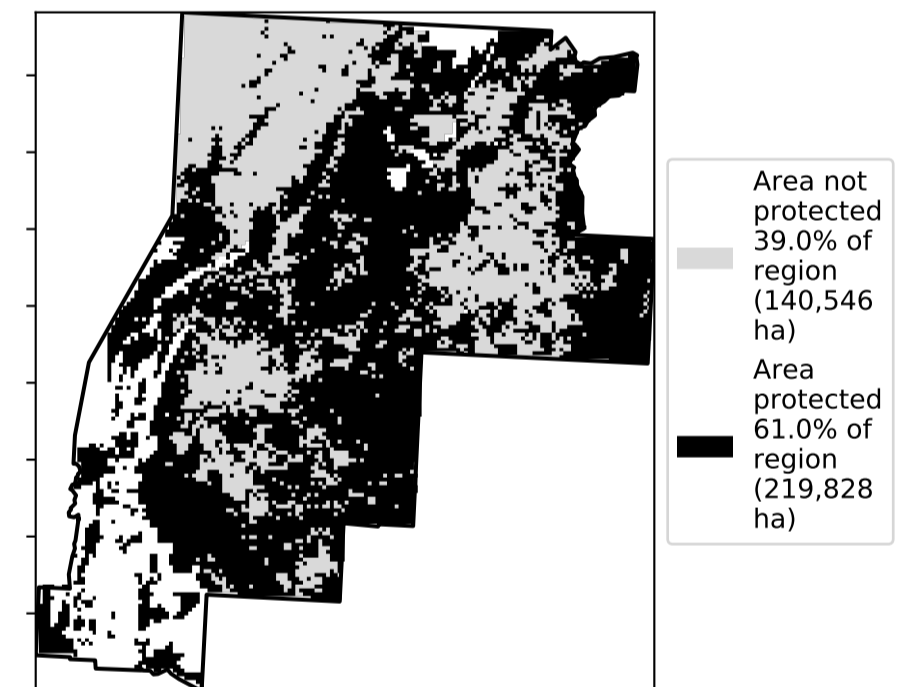 Area not
protected
39.0% of
region
(140,546
ha)
Area
protected
61.0% of
region
(219,828
ha)